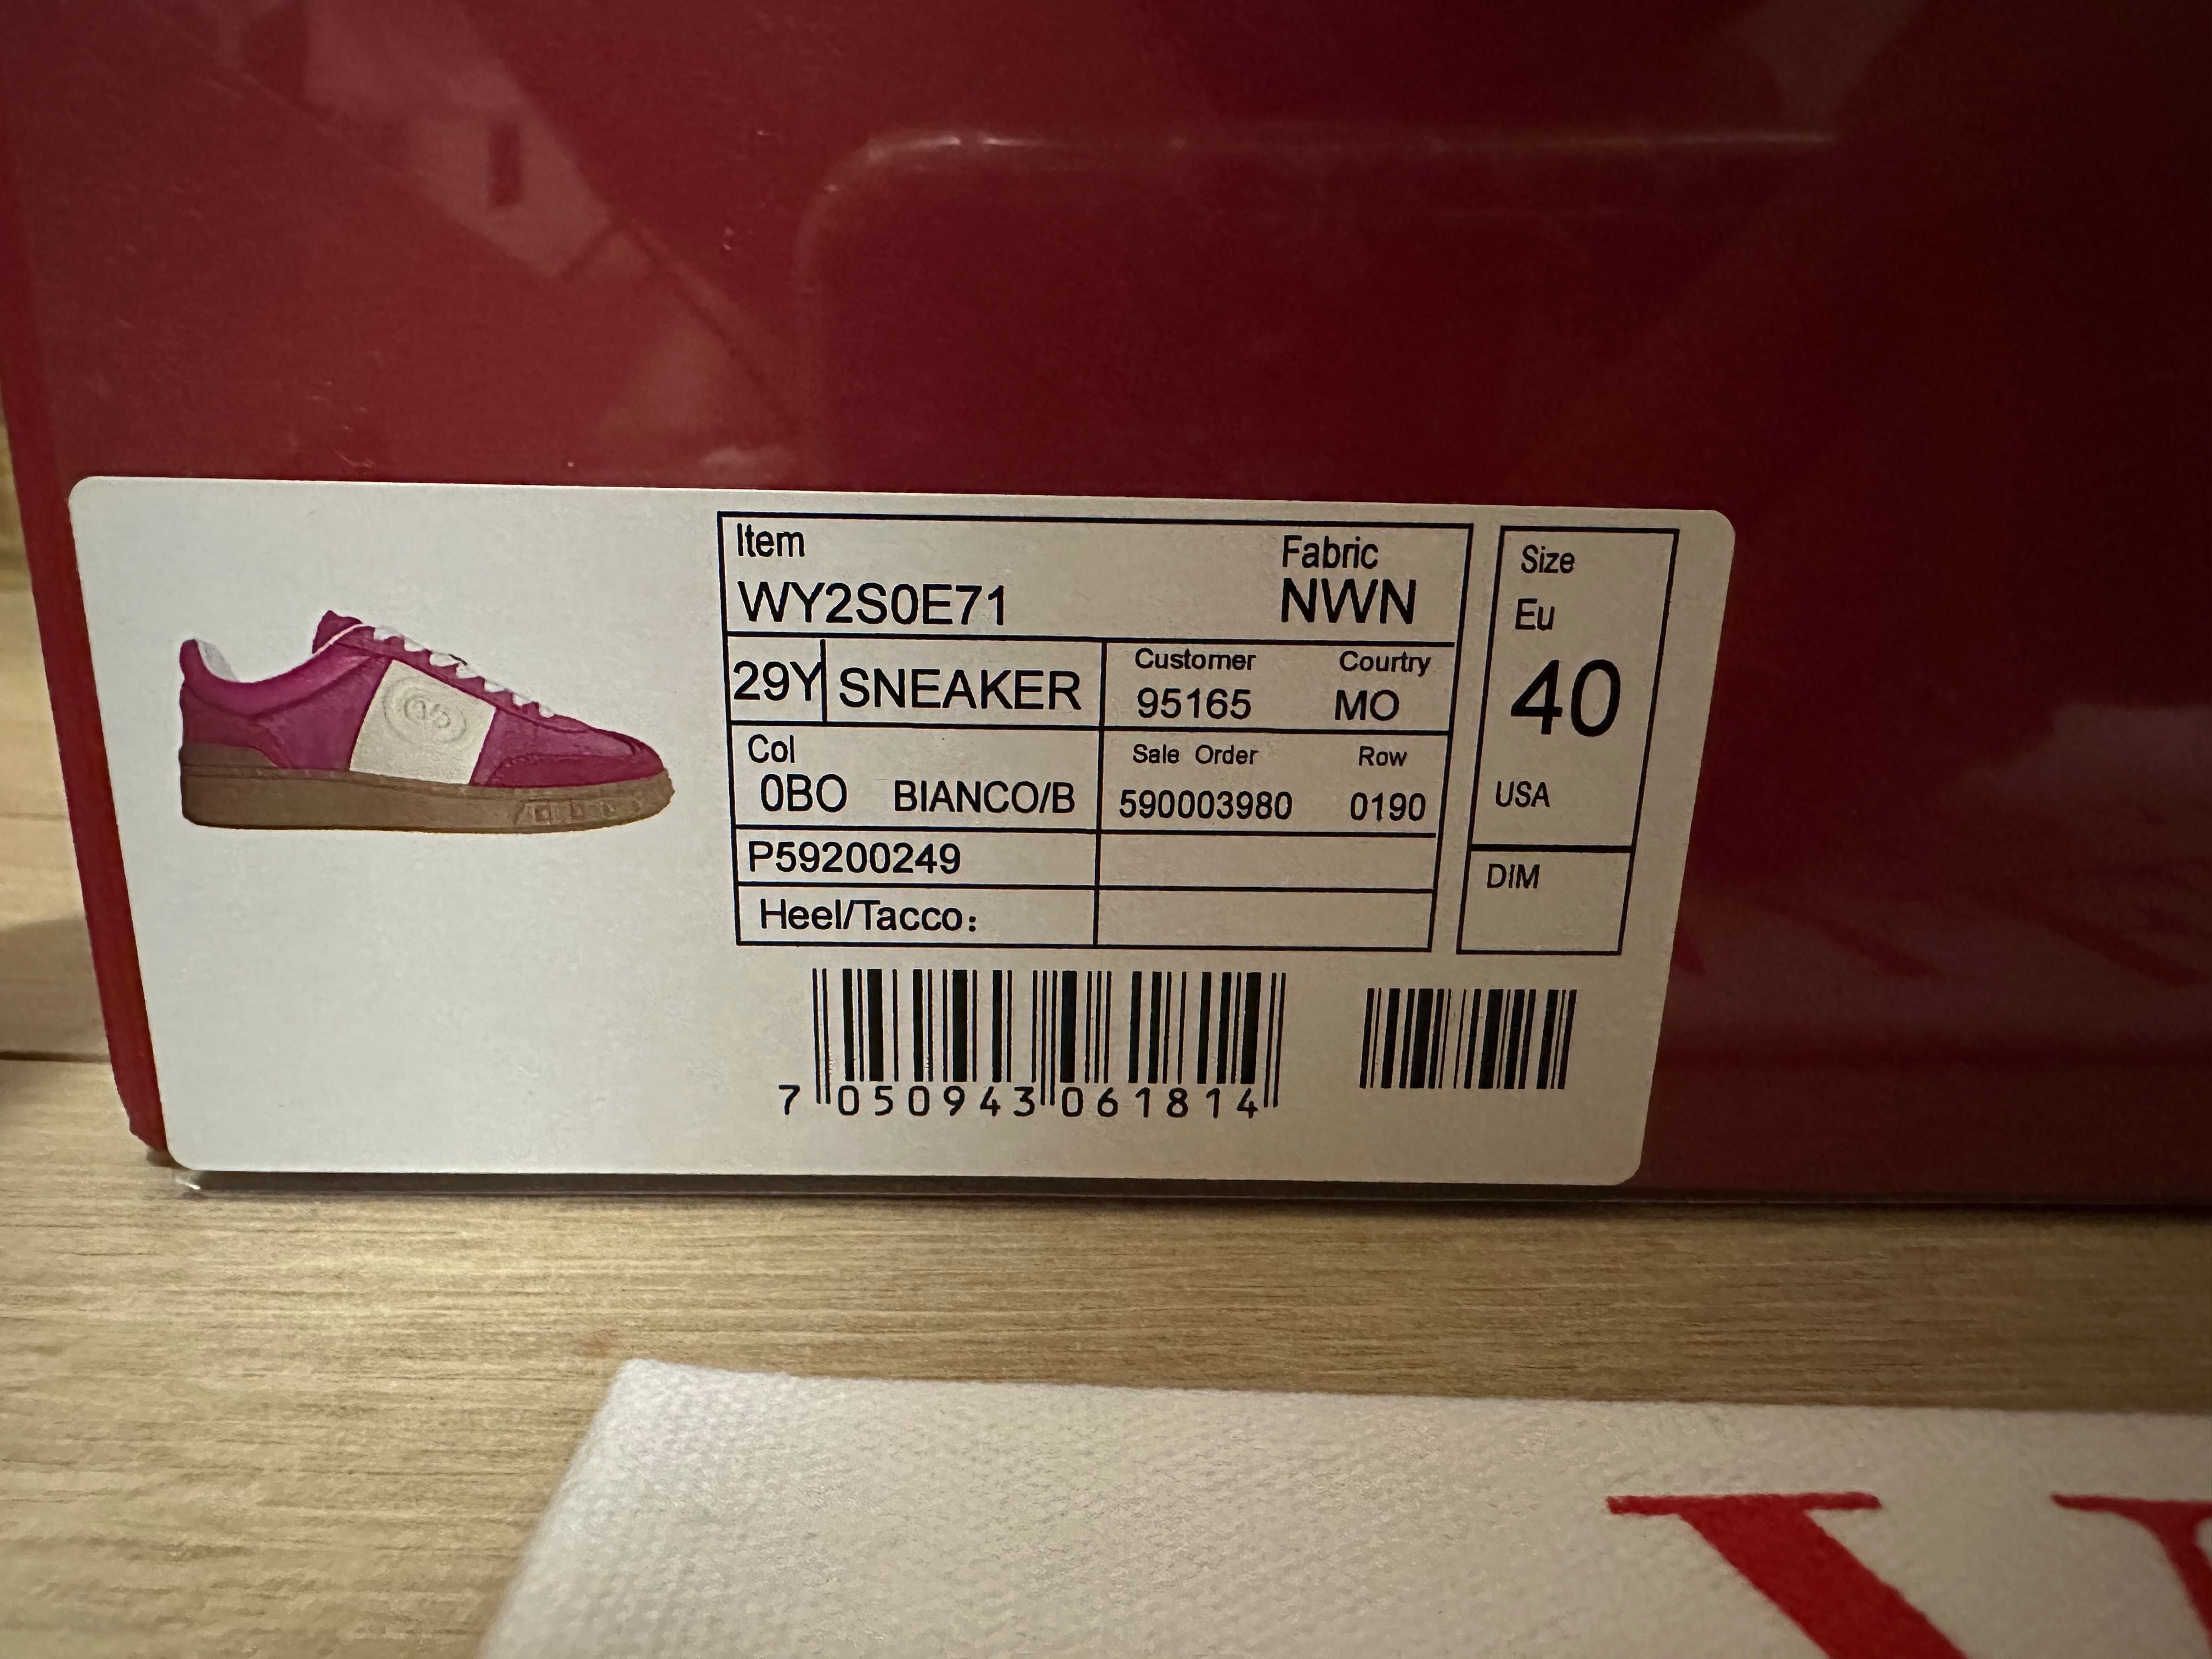 Item Fabric
WY2S0E71 NWN
29Y SNEAKER
Customer Courtry
95165 MO
Col
0BO BIANCO/B
Sale Order Row
590003980 0190
P59200249
Heel/Tacco:
Size
Eu
40
USA
DIM
7 050943 061814
V